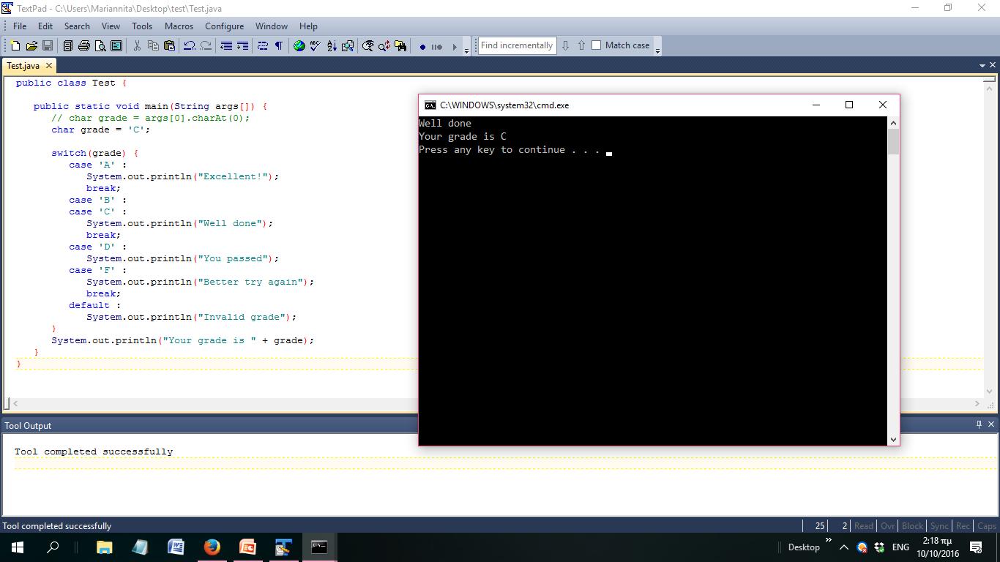 TextPad - C:\Users\Mariannita\Desktop\test\Test.java
File Edit Search View Tools Macros Configure Window Help
Find incrementally Match case
Test.java
public class Test {
public static void main(String args[]) {
// char grade = args[0].charAt(0);
char grade = 'C';
switch(grade) {
case 'A' :
System.out.println("Excellent!");
break;
case 'B' :
case 'C' :
System.out.println("Well done");
break;
case 'D' :
System.out.println("You passed");
case 'F' :
System.out.println("Better try again");
break;
default :
System.out.println("Invalid grade");
}
System.out.println("Your grade is " + grade);
}
}
C:\WINDOWS\system32\cmd.exe
Well done
Your grade is C
Press any key to continue . . .
Tool Output
Tool completed successfully
Tool completed successfully 25 2 Read Ovr Block Sync Rec Caps
Desktop ENG 2:18 πμ
10/10/2016